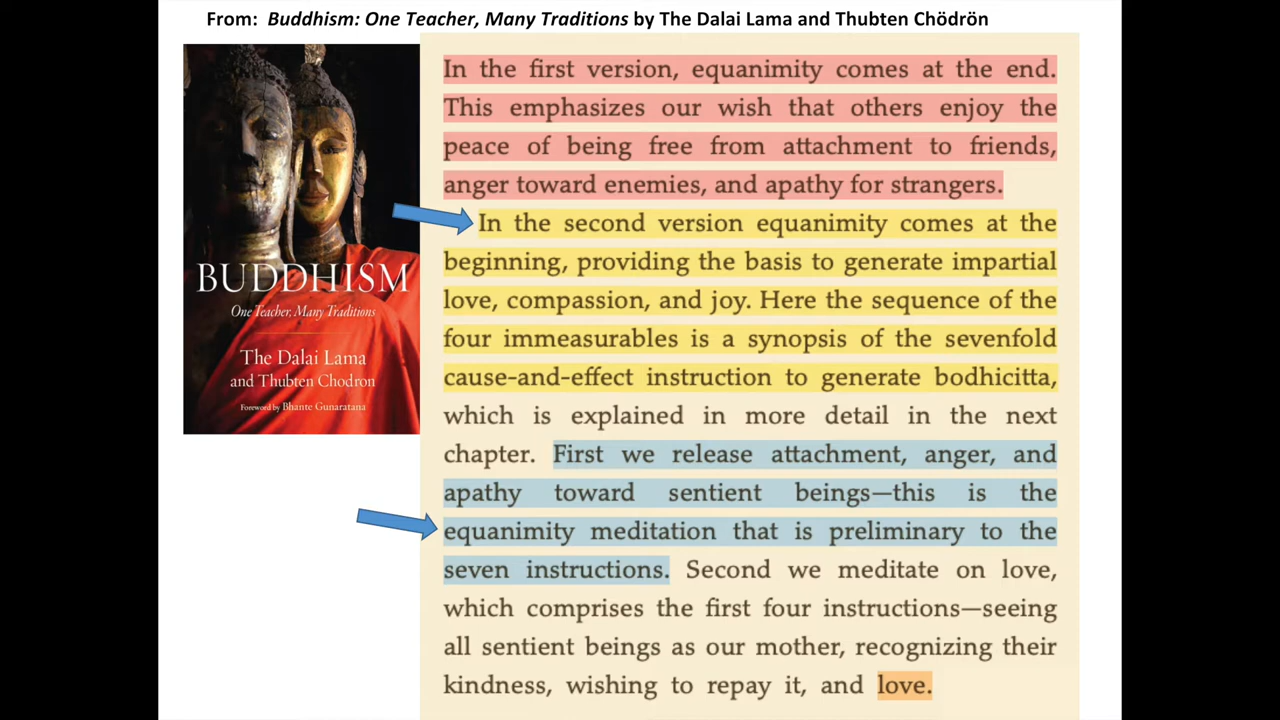 From: Buddhism: One Teacher, Many Traditions by The Dalai Lama and Thubten Chödrön
BUDDHISM
One Teacher, Many Traditions
The Dalai Lama
and Thubten Chodron
Foreword by Bhante Gunaratana
In the first version, equanimity comes at the end.
This emphasizes our wish that others enjoy the
peace of being free from attachment to friends,
anger toward enemies, and apathy for strangers.
In the second version equanimity comes at the
beginning, providing the basis to generate impartial
love, compassion, and joy. Here the sequence of the
four immeasurables is a synopsis of the sevenfold
cause-and-effect instruction to generate bodhicitta,
which is explained in more detail in the next
chapter. First we release attachment, anger, and
apathy toward sentient beings—this is the
equanimity meditation that is preliminary to the
seven instructions. Second we meditate on love,
which comprises the first four instructions—seeing
all sentient beings as our mother, recognizing their
kindness, wishing to repay it, and love.